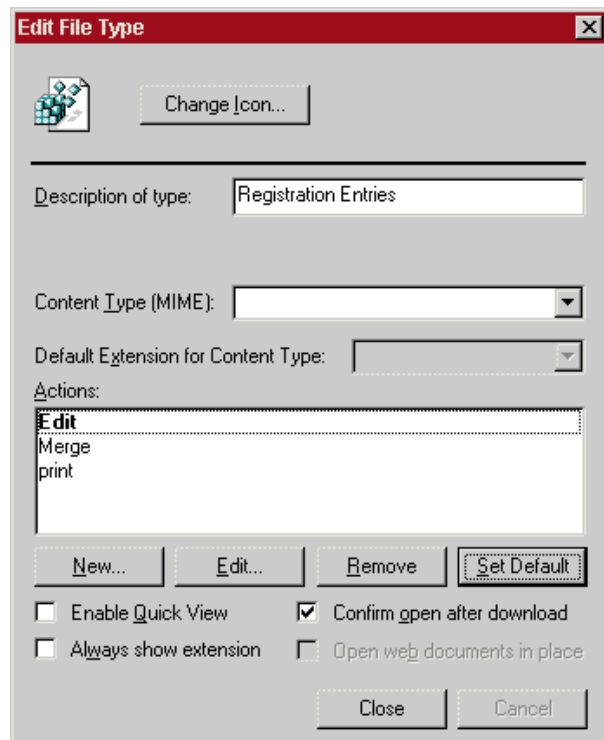 Edit File Type
Change Icon...
Description of type: Registration Entries
Content Type (MIME):
Default Extension for Content Type:
Actions:
Edit
Merge
print
New... Edit... Remove Set Default
Enable Quick View Confirm open after download
Always show extension Open web documents in place
Close Cancel